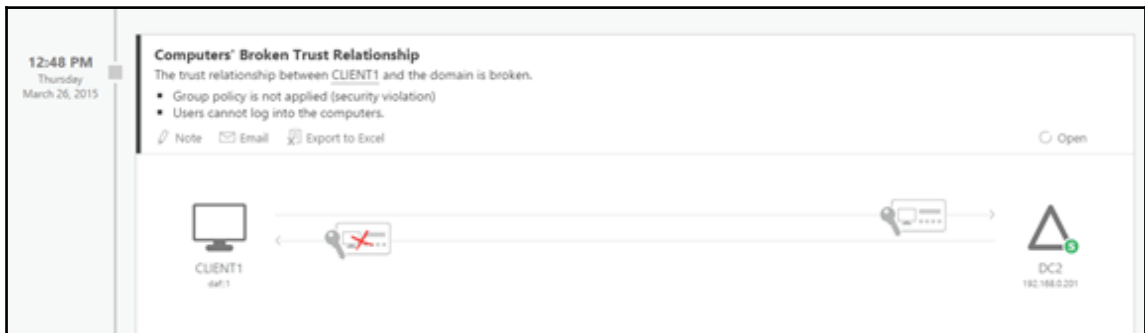 12:48 PM
Thursday
March 26, 2015
Computers' Broken Trust Relationship
The trust relationship between CLIENT1 and the domain is broken.
Group policy is not applied (security violation)
Users cannot log into the computers.
Note Email Export to Excel
Open
CLIENT1
daf::1
DC2
192.168.0.201
S